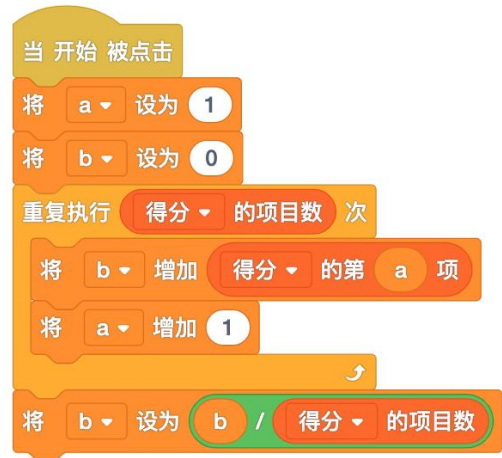 当 开始 被点击
将 a 设为 1
将 b 设为 0
重复执行 得分 的项目数 次
将 b 增加 得分 的第 a 项
将 a 增加 1
将 b 设为 b / 得分 的项目数